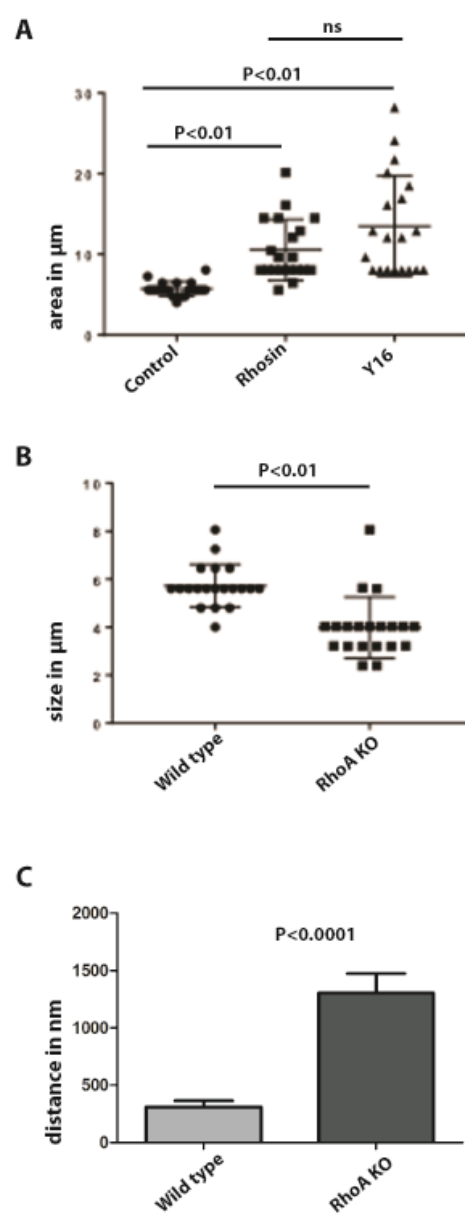 A
ns
P<0.01
P<0.01
30
20
10
0
area in µm
Control
Rhosin
Y16
B
P<0.01
10
8
6
4
2
0
size in µm
Wild type
RhoA KO
C
P<0.0001
2000
1500
1000
500
0
distance in nm
Wild type
RhoA KO